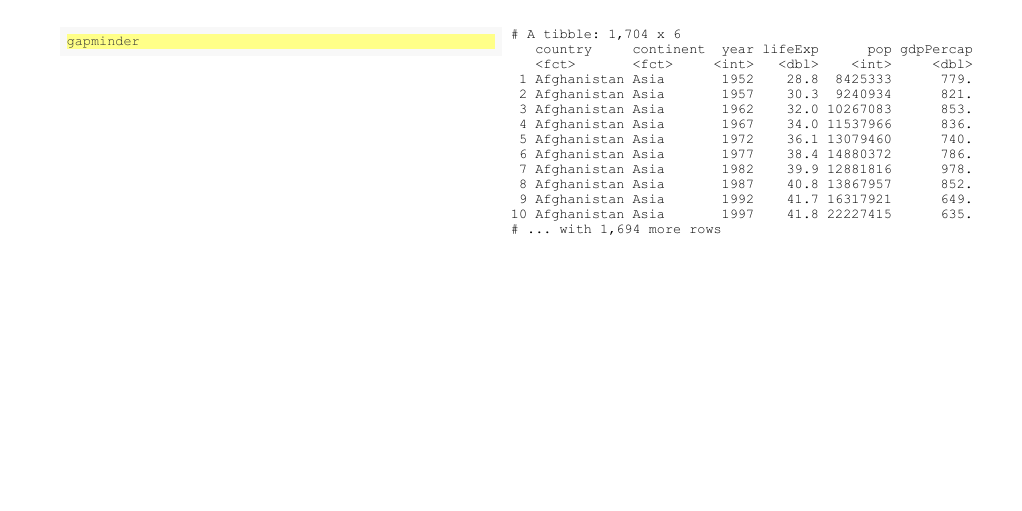 gapminder
# A tibble: 1,704 x 6
   country     continent  year lifeExp      pop gdpPercap
   <fct>       <fct>     <int>   <dbl>    <int>     <dbl>
 1 Afghanistan Asia       1952    28.8  8425333      779.
 2 Afghanistan Asia       1957    30.3  9240934      821.
 3 Afghanistan Asia       1962    32.0 10267083      853.
 4 Afghanistan Asia       1967    34.0 11537966      836.
 5 Afghanistan Asia       1972    36.1 13079460      740.
 6 Afghanistan Asia       1977    38.4 14880372      786.
 7 Afghanistan Asia       1982    39.9 12881816      978.
 8 Afghanistan Asia       1987    40.8 13867957      852.
 9 Afghanistan Asia       1992    41.7 16317921      649.
10 Afghanistan Asia       1997    41.8 22227415      635.
# ... with 1,694 more rows